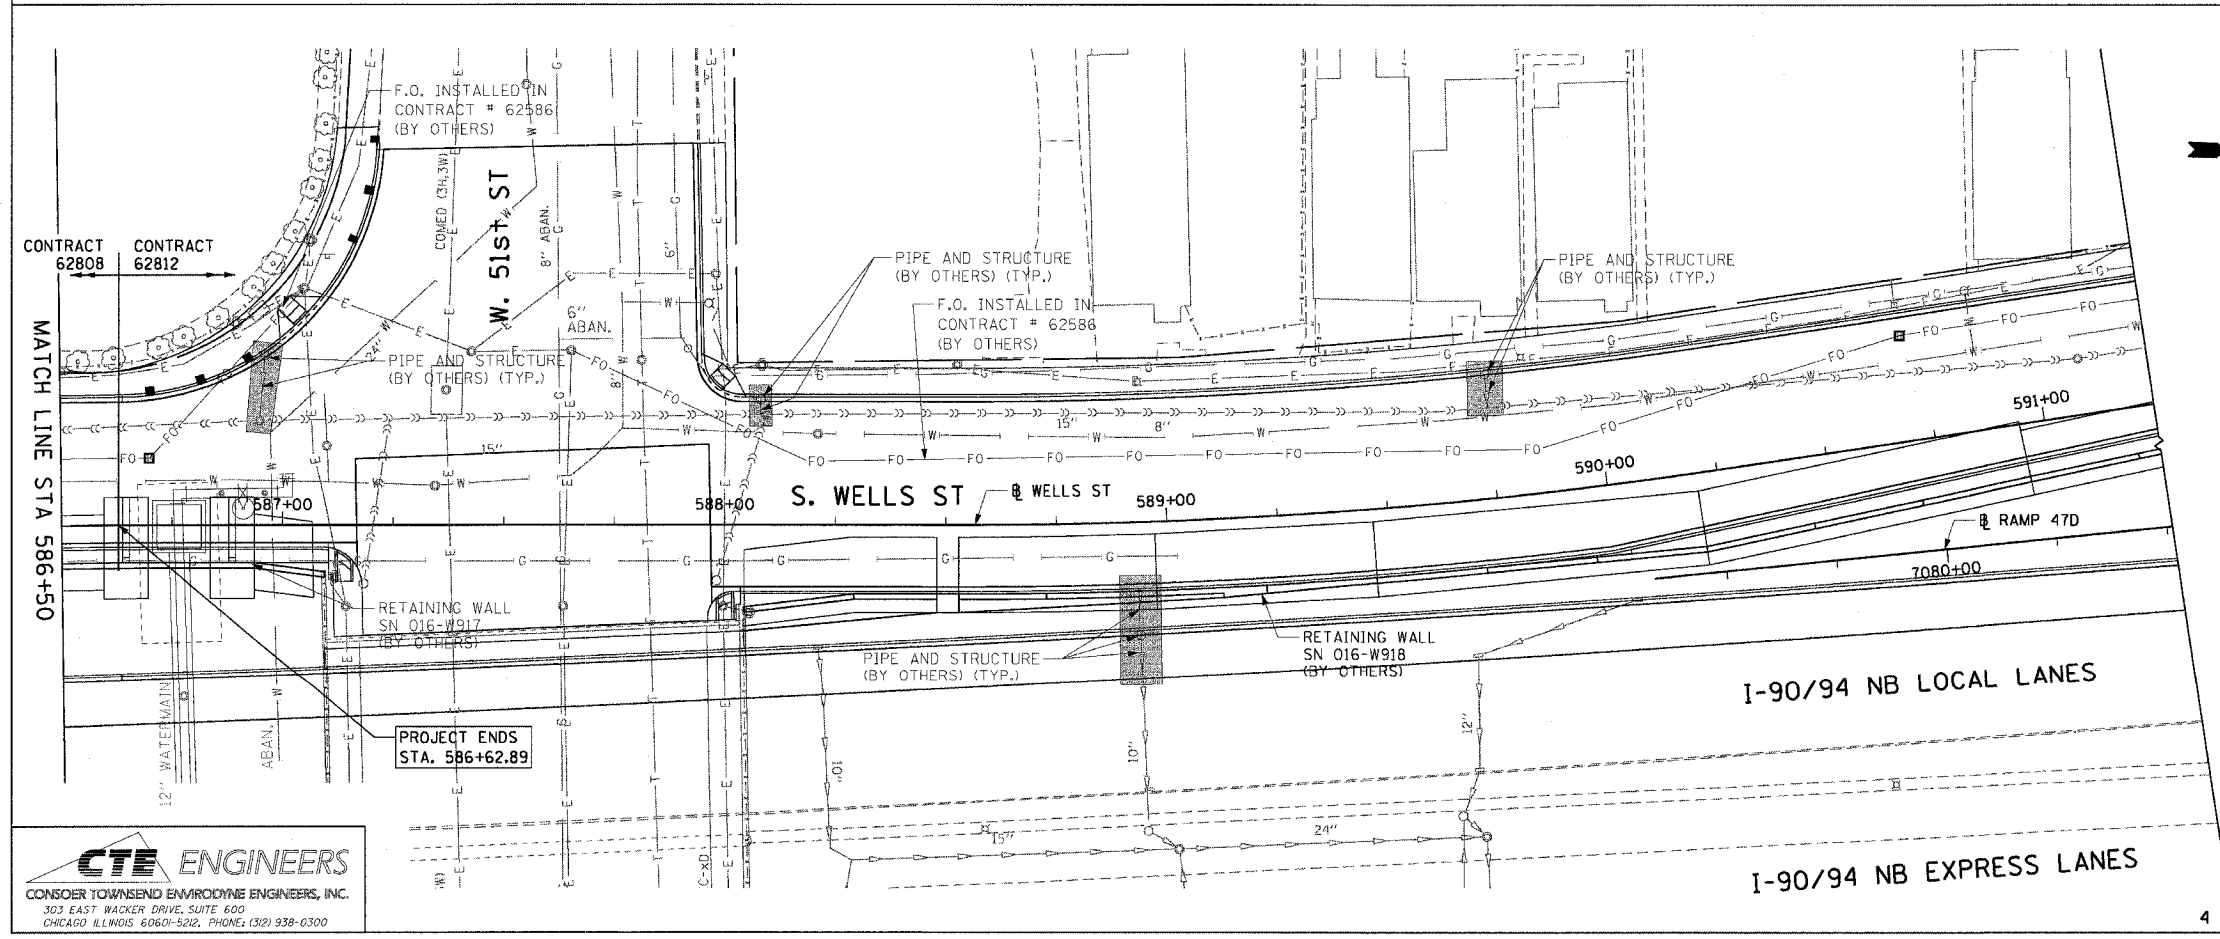 F.O. INSTALLED IN
CONTRACT # 62586
(BY OTHERS)
COMED (3H,3W)
W. 51st ST
8" ABAN.
6"
CONTRACT
62808
CONTRACT
62812
MATCH LINE STA 586+50
24"
PIPE AND STRUCTURE
(BY OTHERS) (TYP.)
6"
ABAN.
8"
PIPE AND STRUCTURE
(BY OTHERS) (TYP.)
F.O. INSTALLED IN
CONTRACT # 62586
(BY OTHERS)
PIPE AND STRUCTURE
(BY OTHERS) (TYP.)
15"
15"
8"
591+00
590+00
587+00
588+00
S. WELLS ST
℄ WELLS ST
589+00
℄ RAMP 47D
7080+00
RETAINING WALL
SN 016-W917
(BY OTHERS)
PIPE AND STRUCTURE
(BY OTHERS) (TYP.)
RETAINING WALL
SN 016-W918
(BY OTHERS)
I-90/94 NB LOCAL LANES
PROJECT ENDS
STA. 586+62.89
12" WATERMAIN
ABAN.
10"
10"
12"
15"
24"
I-90/94 NB EXPRESS LANES
CTE ENGINEERS
CONSOER TOWNSEND ENVIRODYNE ENGINEERS, INC.
303 EAST WACKER DRIVE, SUITE 600
CHICAGO ILLINOIS 60601-5212, PHONE: (312) 938-0300
4